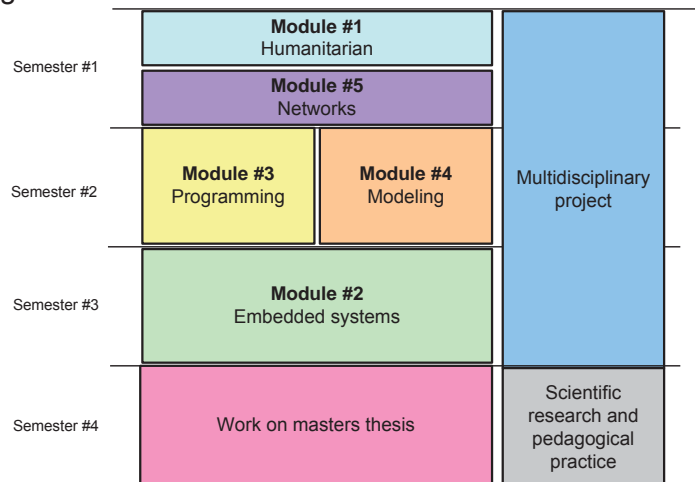 Semester #1
Module #1
Humanitarian
Module #5
Networks
Semester #2
Module #3
Programming
Module #4
Modeling
Multidisciplinary
project
Semester #3
Module #2
Embedded systems
Semester #4
Work on masters thesis
Scientific
research and
pedagogical
practice